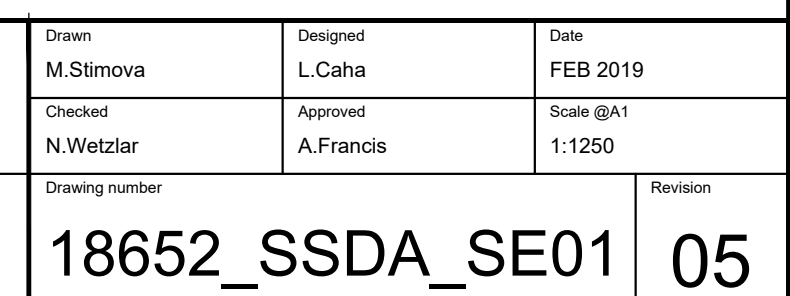 Drawn Designed Date
M.Stimova L.Caha FEB 2019
Checked Approved Scale @A1
N.Wetzlar A.Francis 1:1250
Drawing number Revision
18652_SSDA_SE01 05